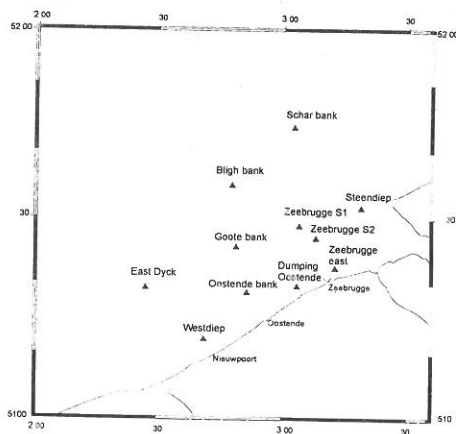 2 00
30
3 00
30
52 00
52 00
Schar bank
Bligh bank
Steendiep
30
Zeebrugge S1
30
Zeebrugge S2
Goote bank
Zeebrugge
east
Dumping
Oostende
East Dyck
Zeebrugge
Oostende bank
Oostende
Westdiep
Nieuwpoort
5100
510
2 00
30
3 00
30